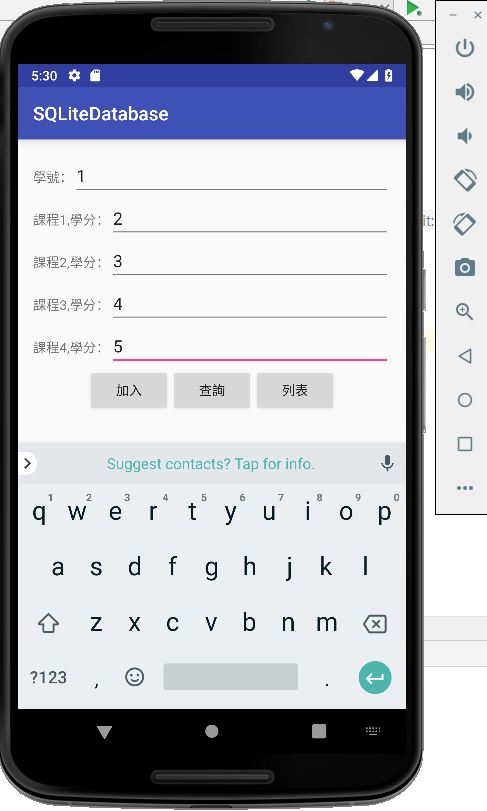 it:
5:30
SQLiteDatabase
學號: 1
課程1,學分: 2
課程2,學分: 3
課程3,學分: 4
課程4,學分: 5
加入 查詢 列表
Suggest contacts? Tap for info.
1 2 3 4 5 6 7 8 9 0
q w e r t y u i o p
a s d f g h j k l
z x c v b n m
?123 , .